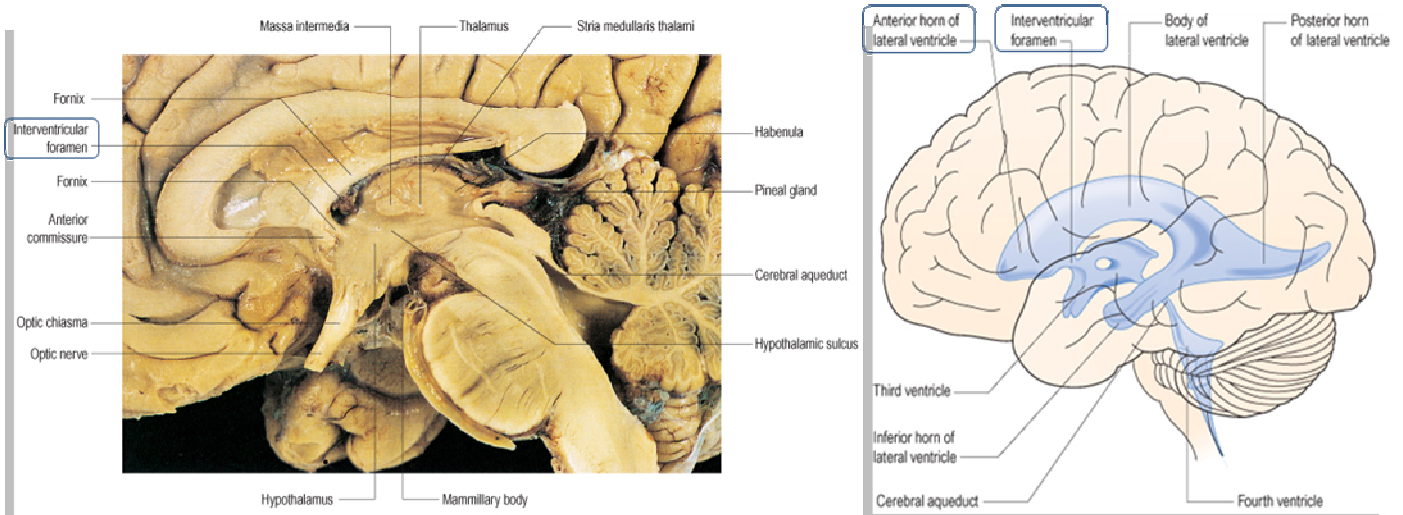 Massa intermedia
Thalamus
Stria medullaris thalami
Fornix
Interventricular
foramen
Fornix
Anterior
commissure
Optic chiasma
Optic nerve
Habenula
Pineal gland
Cerebral aqueduct
Hypothalamic sulcus
Hypothalamus
Mammillary body
Anterior horn of
lateral ventricle
Interventricular
foramen
Body of
lateral ventricle
Posterior horn
of lateral ventricle
Third ventricle
Inferior horn of
lateral ventricle
Cerebral aqueduct
Fourth ventricle